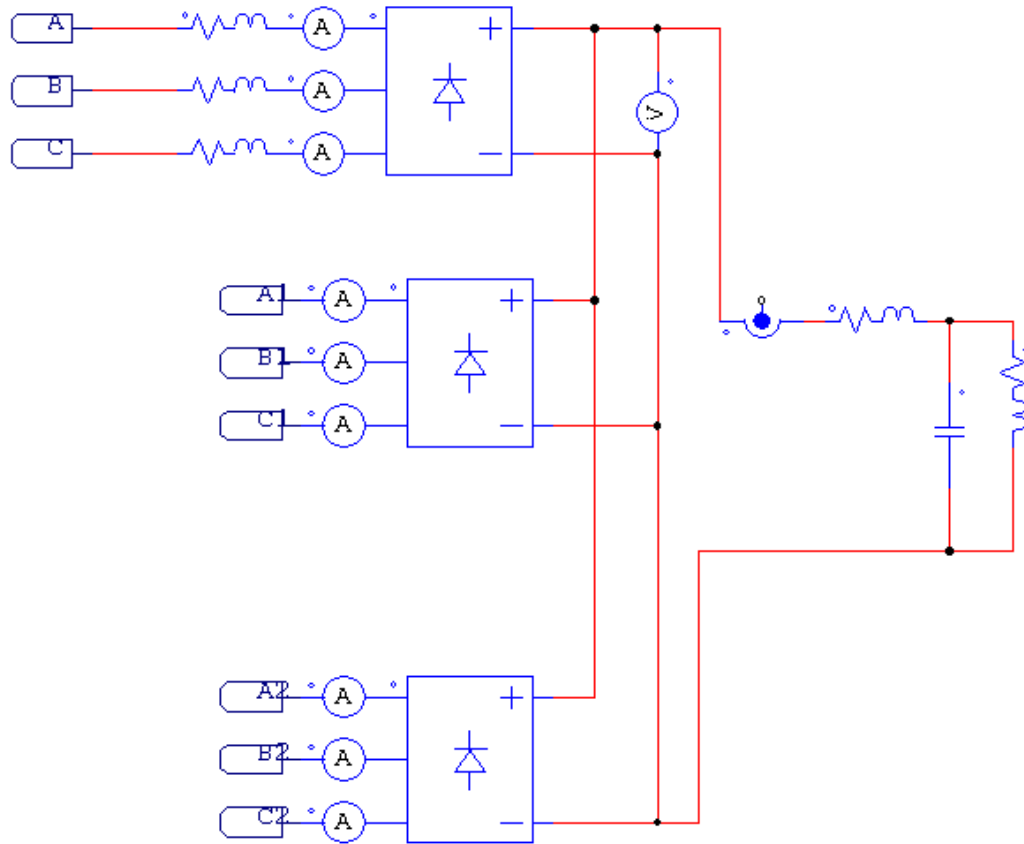 A A +
B A
V
C A −
A1 A +
B1 A
C1 A −
A2 A +
B2 A
C2 A −